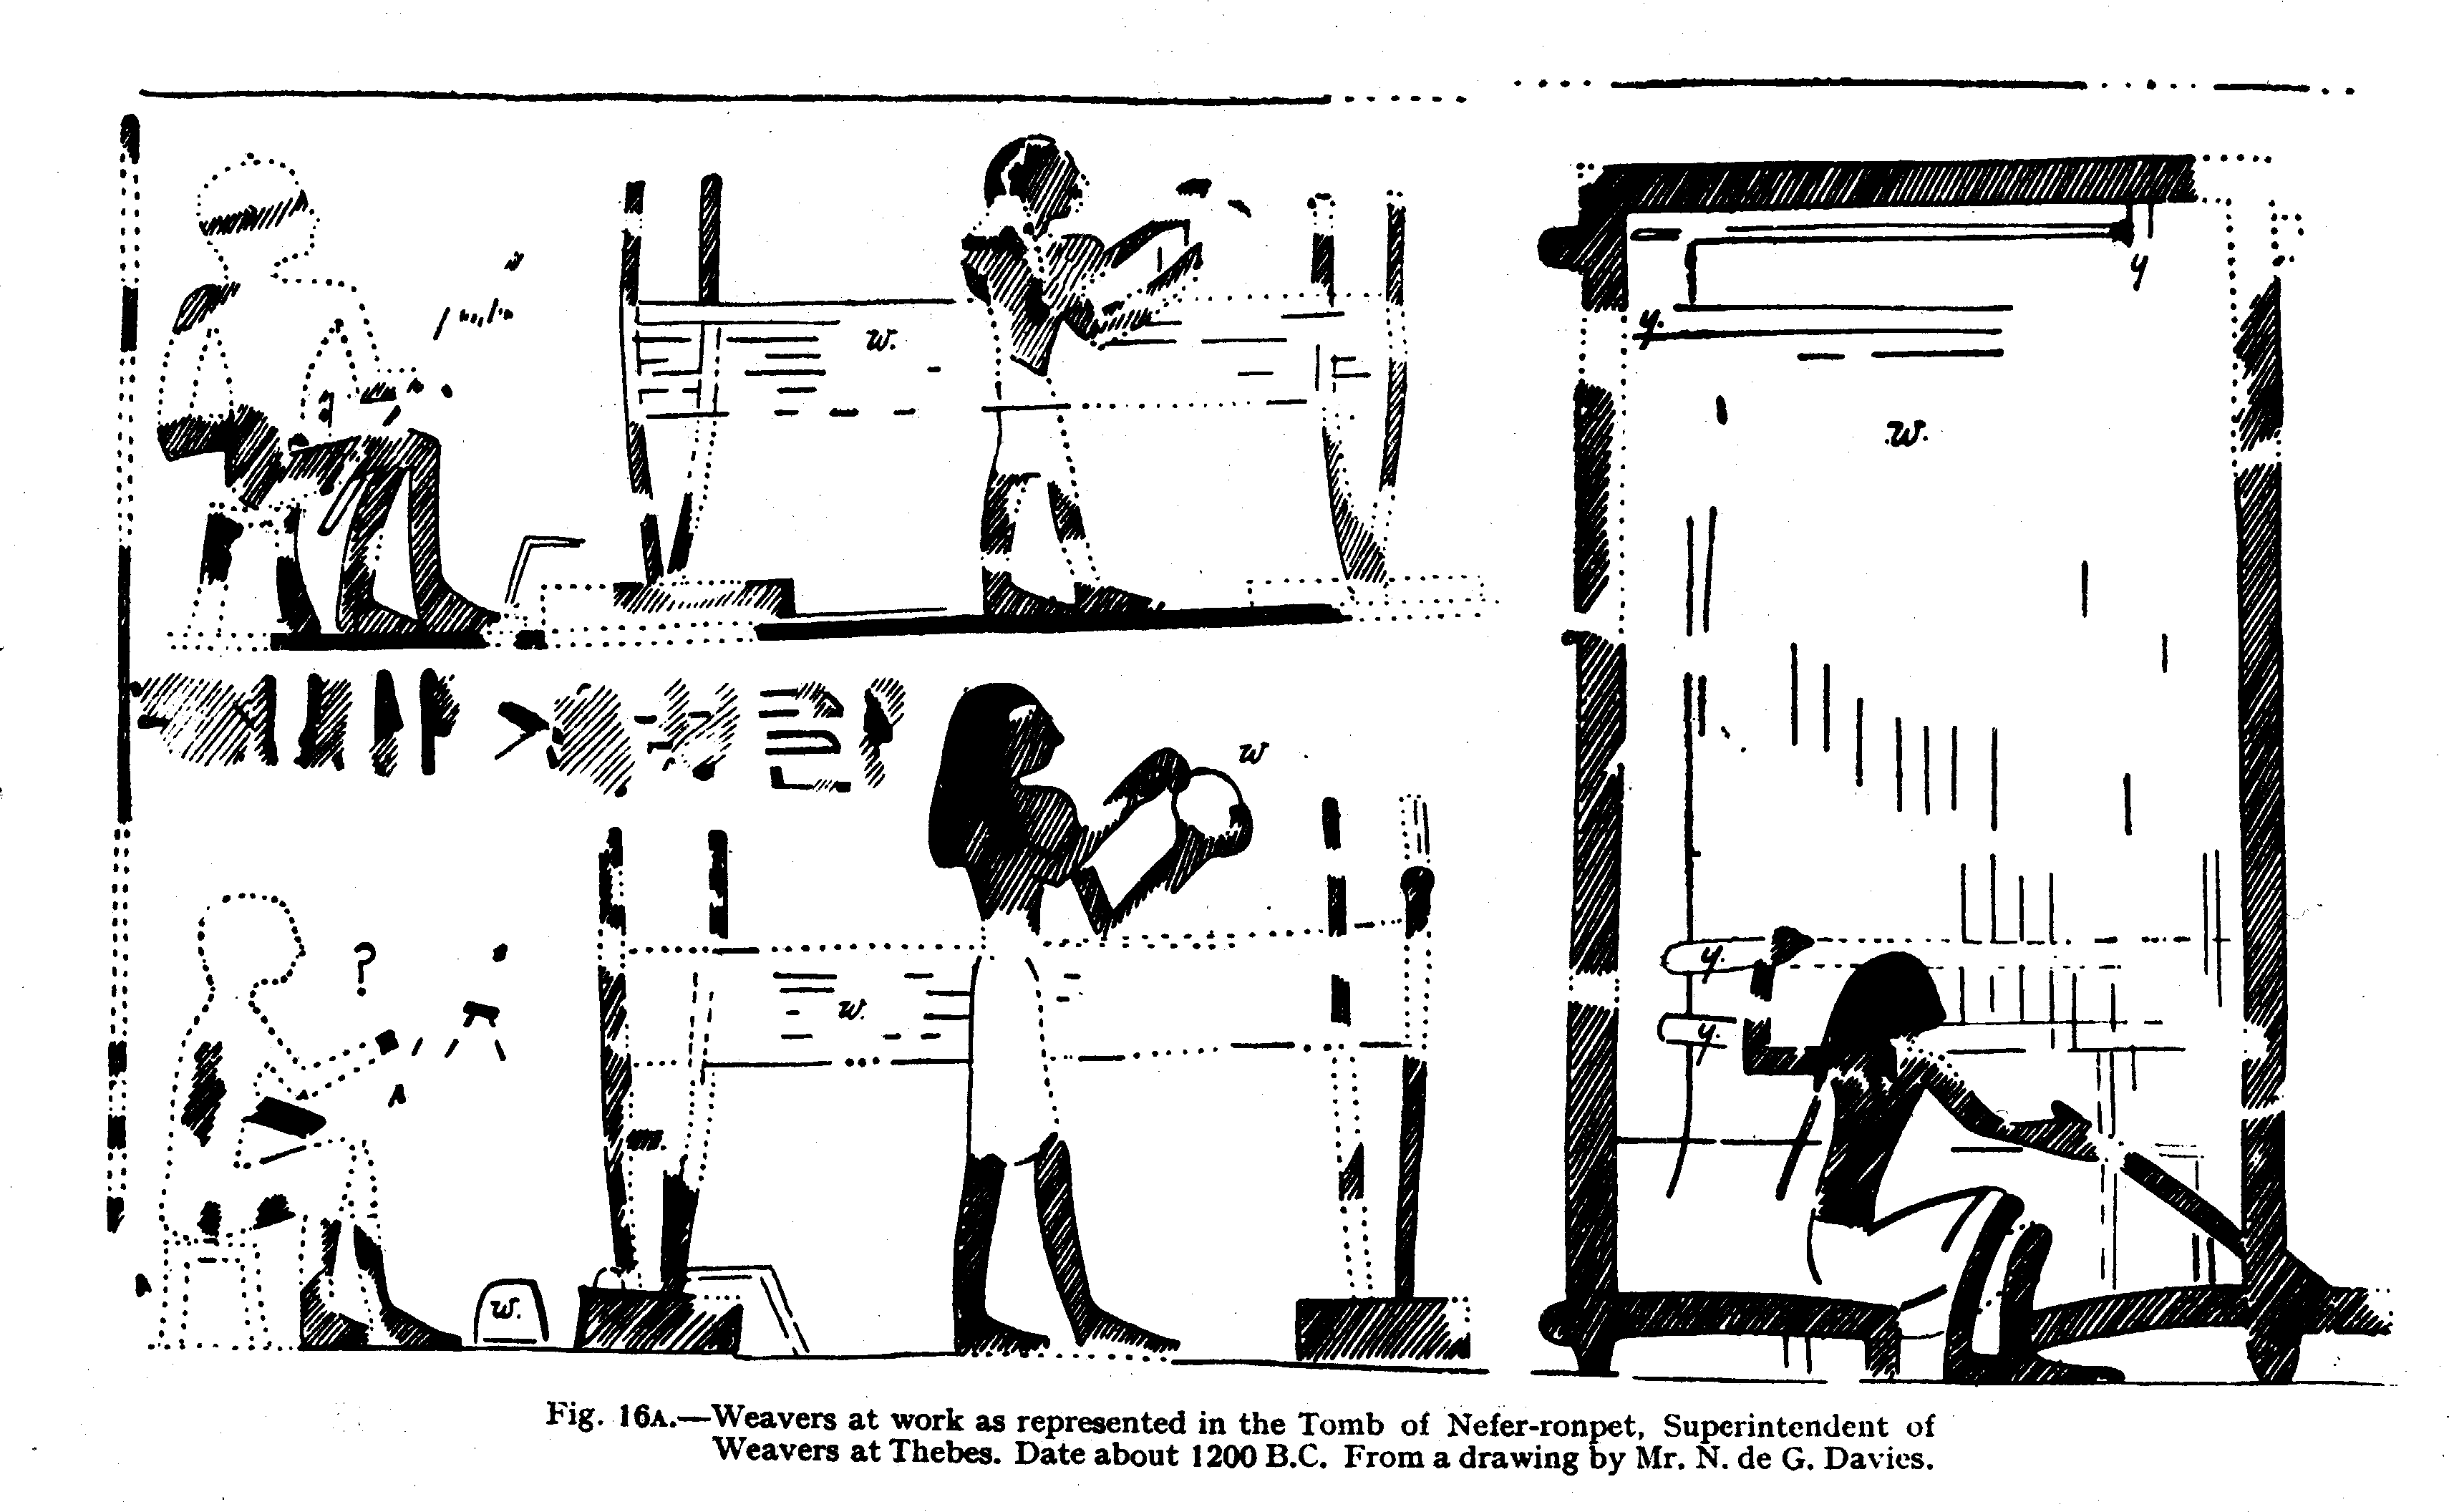 w.
y
y.
w.
w
?
w.
y.
y.
w.
Fig. 16A.—Weavers at work as represented in the Tomb of Nefer-ronpet, Superintendent of
Weavers at Thebes. Date about 1200 B.C. From a drawing by Mr. N. de G. Davies.